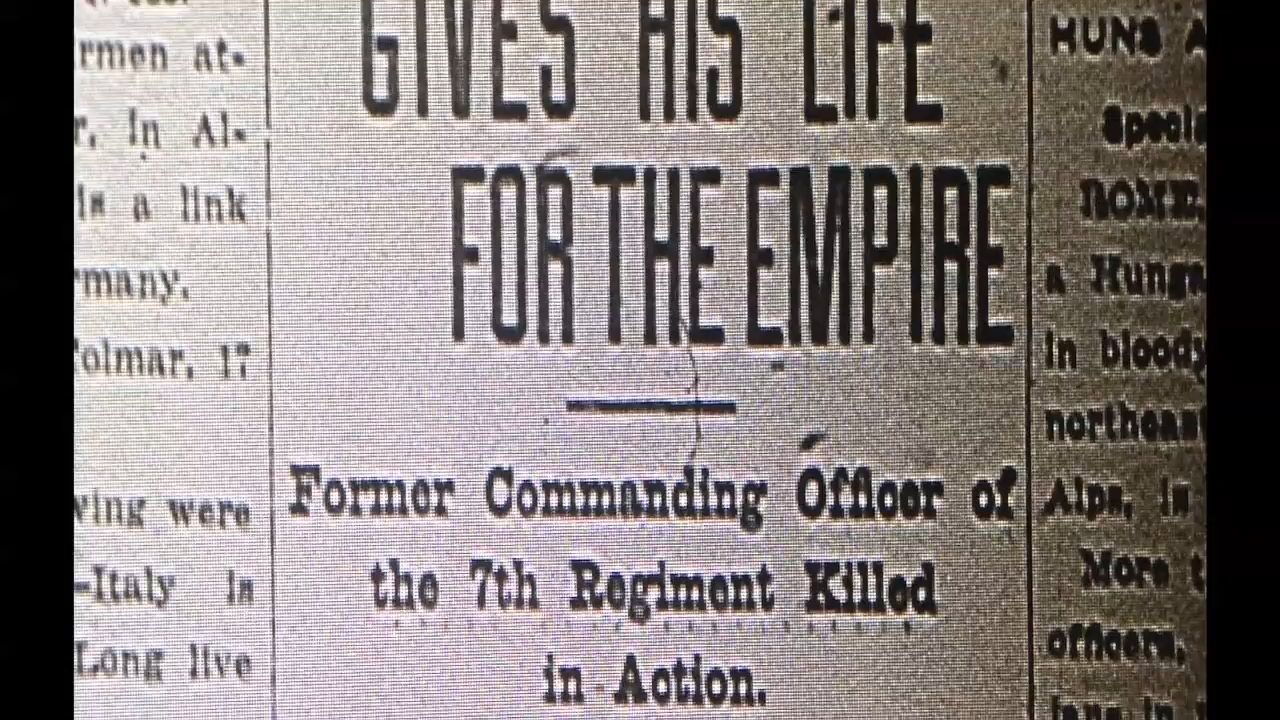 rmen at-
r. In Al-
is a link
many.
olmar, 17
ving were
-Italy is
Long live
GIVES HIS LIFE
FOR THE EMPIRE
Former Commanding Officer of
the 7th Regiment Killed
in Action.
HUNS A
Speci
ROME
a Hung
in bloody
northeas
Alps, in
More t
officers,